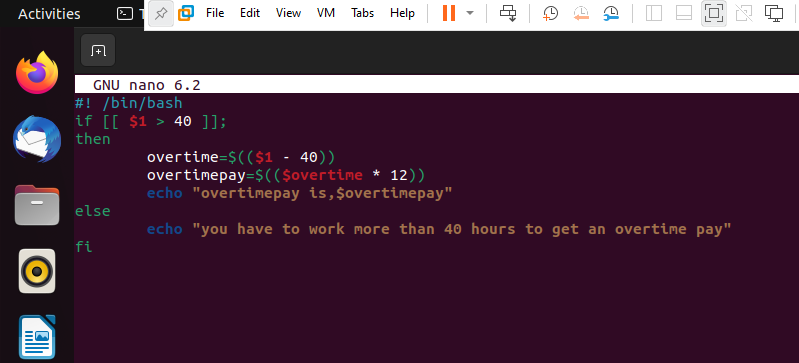 Activities
File Edit View VM Tabs Help
GNU nano 6.2
#! /bin/bash
if [[ $1 > 40 ]];
then
        overtime=$(($1 - 40))
        overtimepay=$(($overtime * 12))
        echo "overtimepay is,$overtimepay"
else
        echo "you have to work more than 40 hours to get an overtime pay"
fi